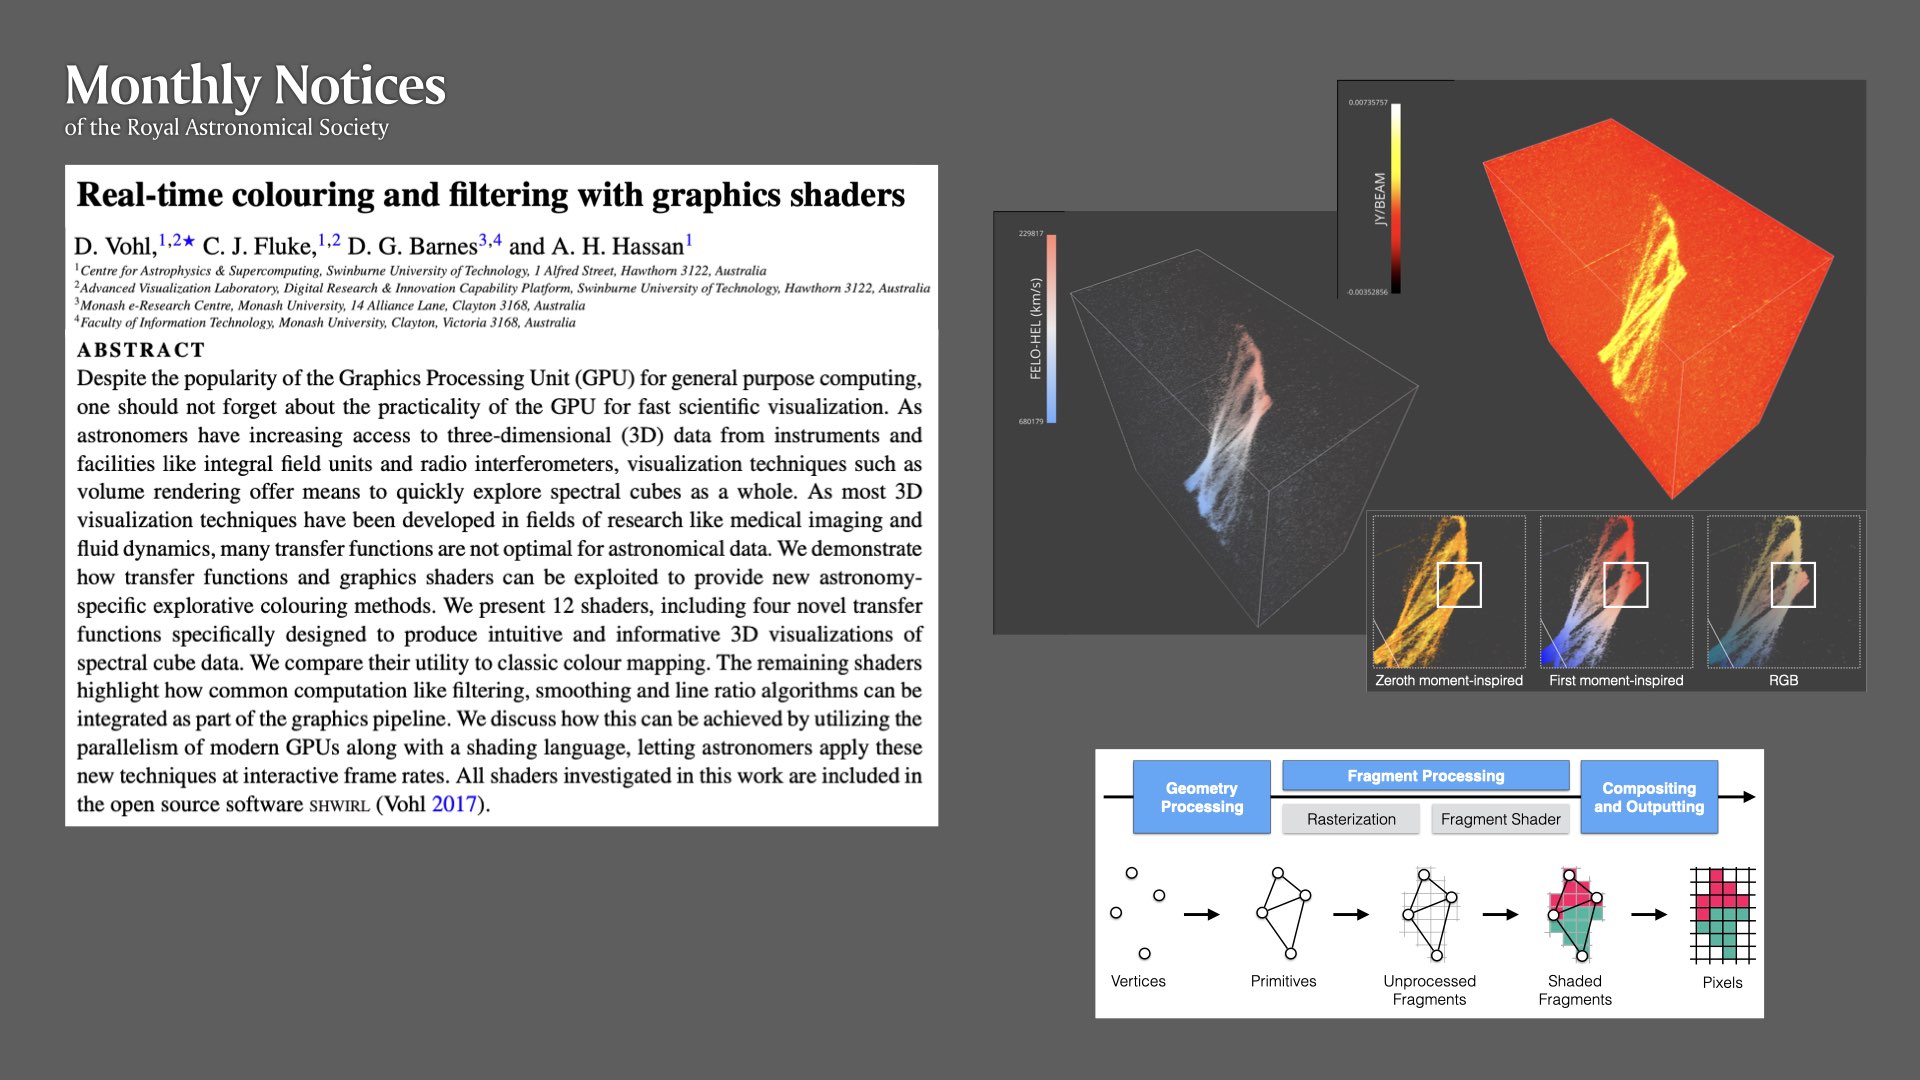 Monthly Notices
of the Royal Astronomical Society
Real-time colouring and filtering with graphics shaders
D. Vohl,1,2★ C. J. Fluke,1,2 D. G. Barnes3,4 and A. H. Hassan1
1Centre for Astrophysics & Supercomputing, Swinburne University of Technology, 1 Alfred Street, Hawthorn 3122, Australia
2Advanced Visualization Laboratory, Digital Research & Innovation Capability Platform, Swinburne University of Technology, Hawthorn 3122, Australia
3Monash e-Research Centre, Monash University, 14 Alliance Lane, Clayton 3168, Australia
4Faculty of Information Technology, Monash University, Clayton, Victoria 3168, Australia
ABSTRACT
Despite the popularity of the Graphics Processing Unit (GPU) for general purpose computing,
one should not forget about the practicality of the GPU for fast scientific visualization. As
astronomers have increasing access to three-dimensional (3D) data from instruments and
facilities like integral field units and radio interferometers, visualization techniques such as
volume rendering offer means to quickly explore spectral cubes as a whole. As most 3D
visualization techniques have been developed in fields of research like medical imaging and
fluid dynamics, many transfer functions are not optimal for astronomical data. We demonstrate
how transfer functions and graphics shaders can be exploited to provide new astronomy-
specific explorative colouring methods. We present 12 shaders, including four novel transfer
functions specifically designed to produce intuitive and informative 3D visualizations of
spectral cube data. We compare their utility to classic colour mapping. The remaining shaders
highlight how common computation like filtering, smoothing and line ratio algorithms can be
integrated as part of the graphics pipeline. We discuss how this can be achieved by utilizing the
parallelism of modern GPUs along with a shading language, letting astronomers apply these
new techniques at interactive frame rates. All shaders investigated in this work are included in
the open source software SHWIRL (Vohl 2017).
229817
FELO-HEL (km/s)
680179
0.00735757
JY/BEAM
-0.00352856
Zeroth moment-inspired
First moment-inspired
RGB
Geometry
Processing
Fragment Processing
Rasterization
Fragment Shader
Compositing
and Outputting
Vertices
Primitives
Unprocessed
Fragments
Shaded
Fragments
Pixels